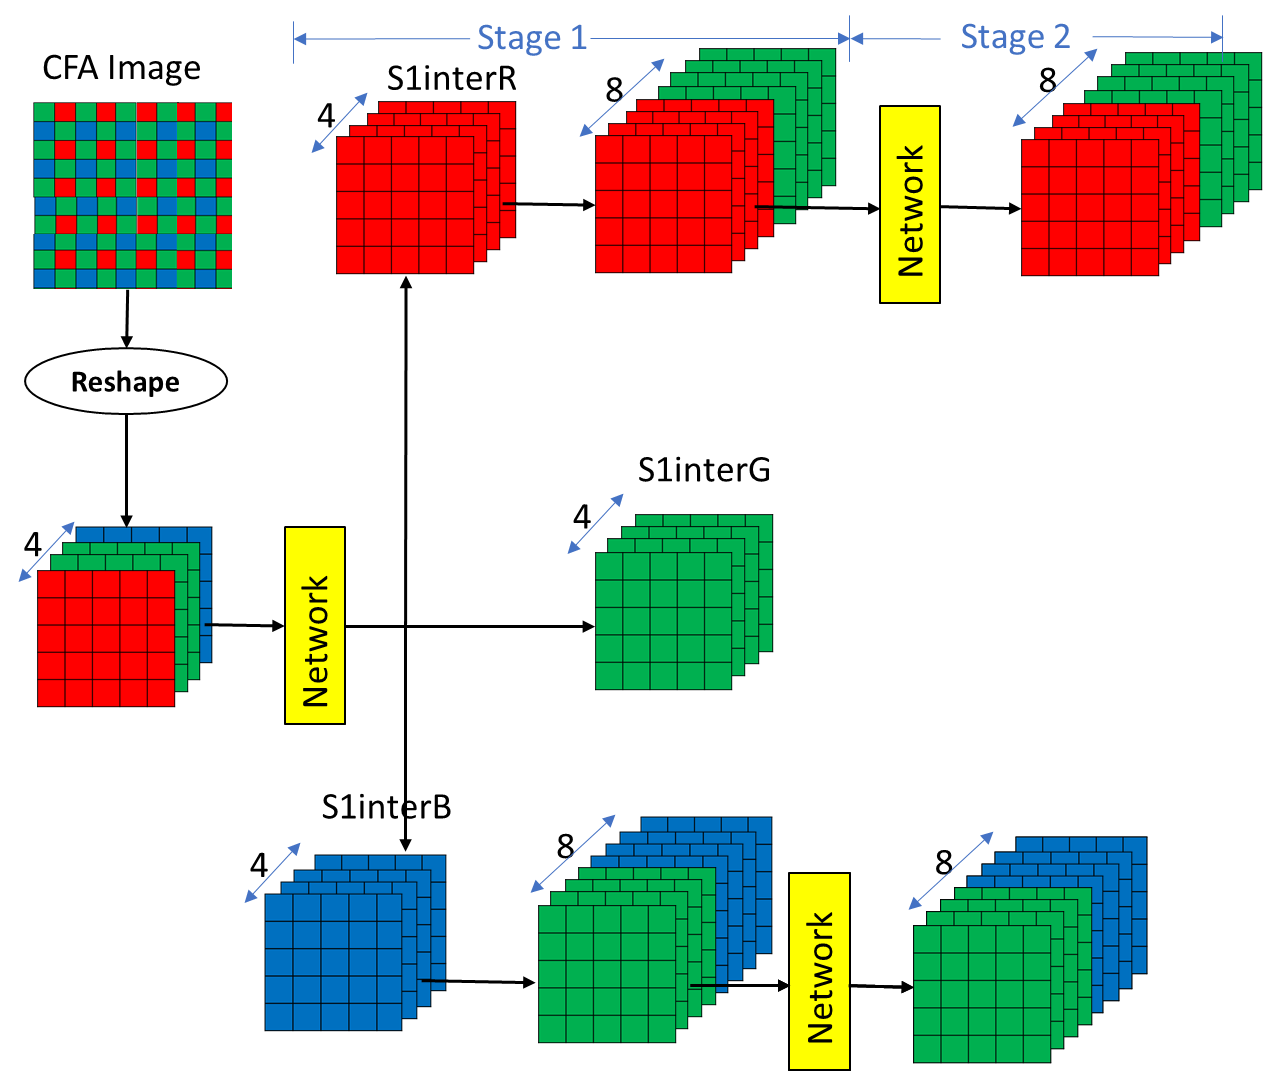 Stage 1
Stage 2
CFA Image
S1interR
4
8
8
Network
Reshape
S1interG
4
4
Network
S1interB
4
8
8
Network